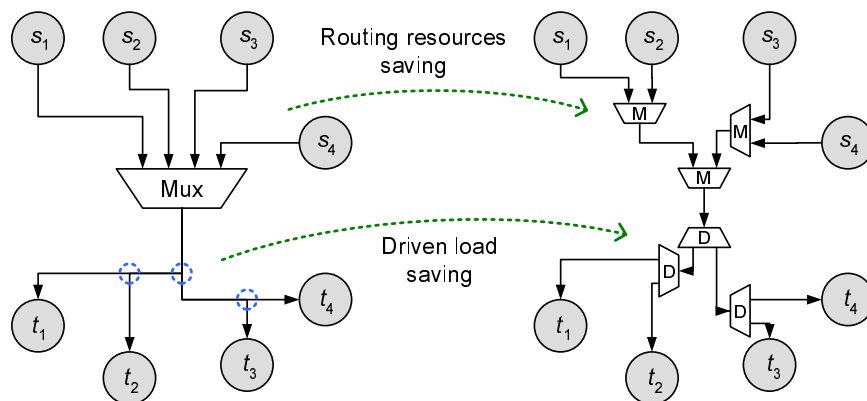 s1
s2
s3
Routing resources
saving
s1
s2
s3
M
M
s4
s4
Mux
M
D
Driven load
saving
D
t1
t4
D
t4
t1
t2
t3
t2
t3